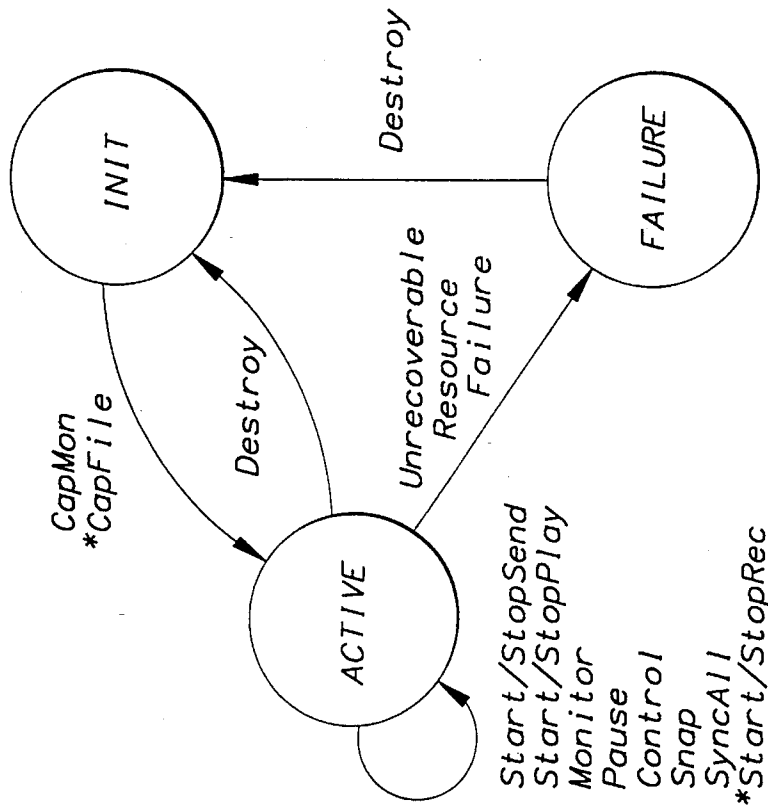 INIT
Destroy
CapMon
*CapFile
Destroy
Unrecoverable
Resource
Failure
FAILURE
ACTIVE
Start/StopSend
Start/StopPlay
Monitor
Pause
Control
Snap
SyncAll
*Start/StopRec